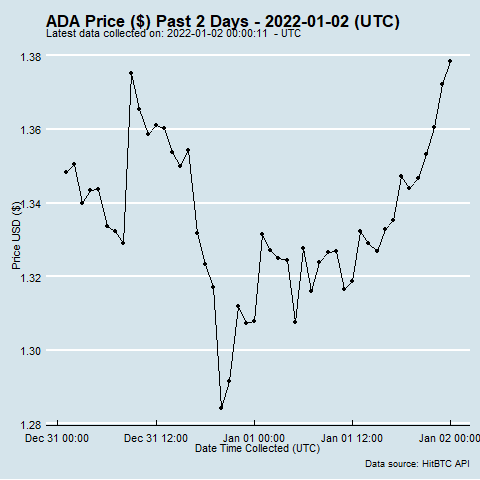 ADA Price ($) Past 2 Days - 2022-01-02 (UTC)
Latest data collected on: 2022-01-02 00:00:11 - UTC
1.38
1.36
1.34
1.32
1.30
1.28
Price USD ($)
Dec 31 00:00 Dec 31 12:00 Jan 01 00:00 Jan 01 12:00 Jan 02 00:00
Date Time Collected (UTC)
Data source: HitBTC API